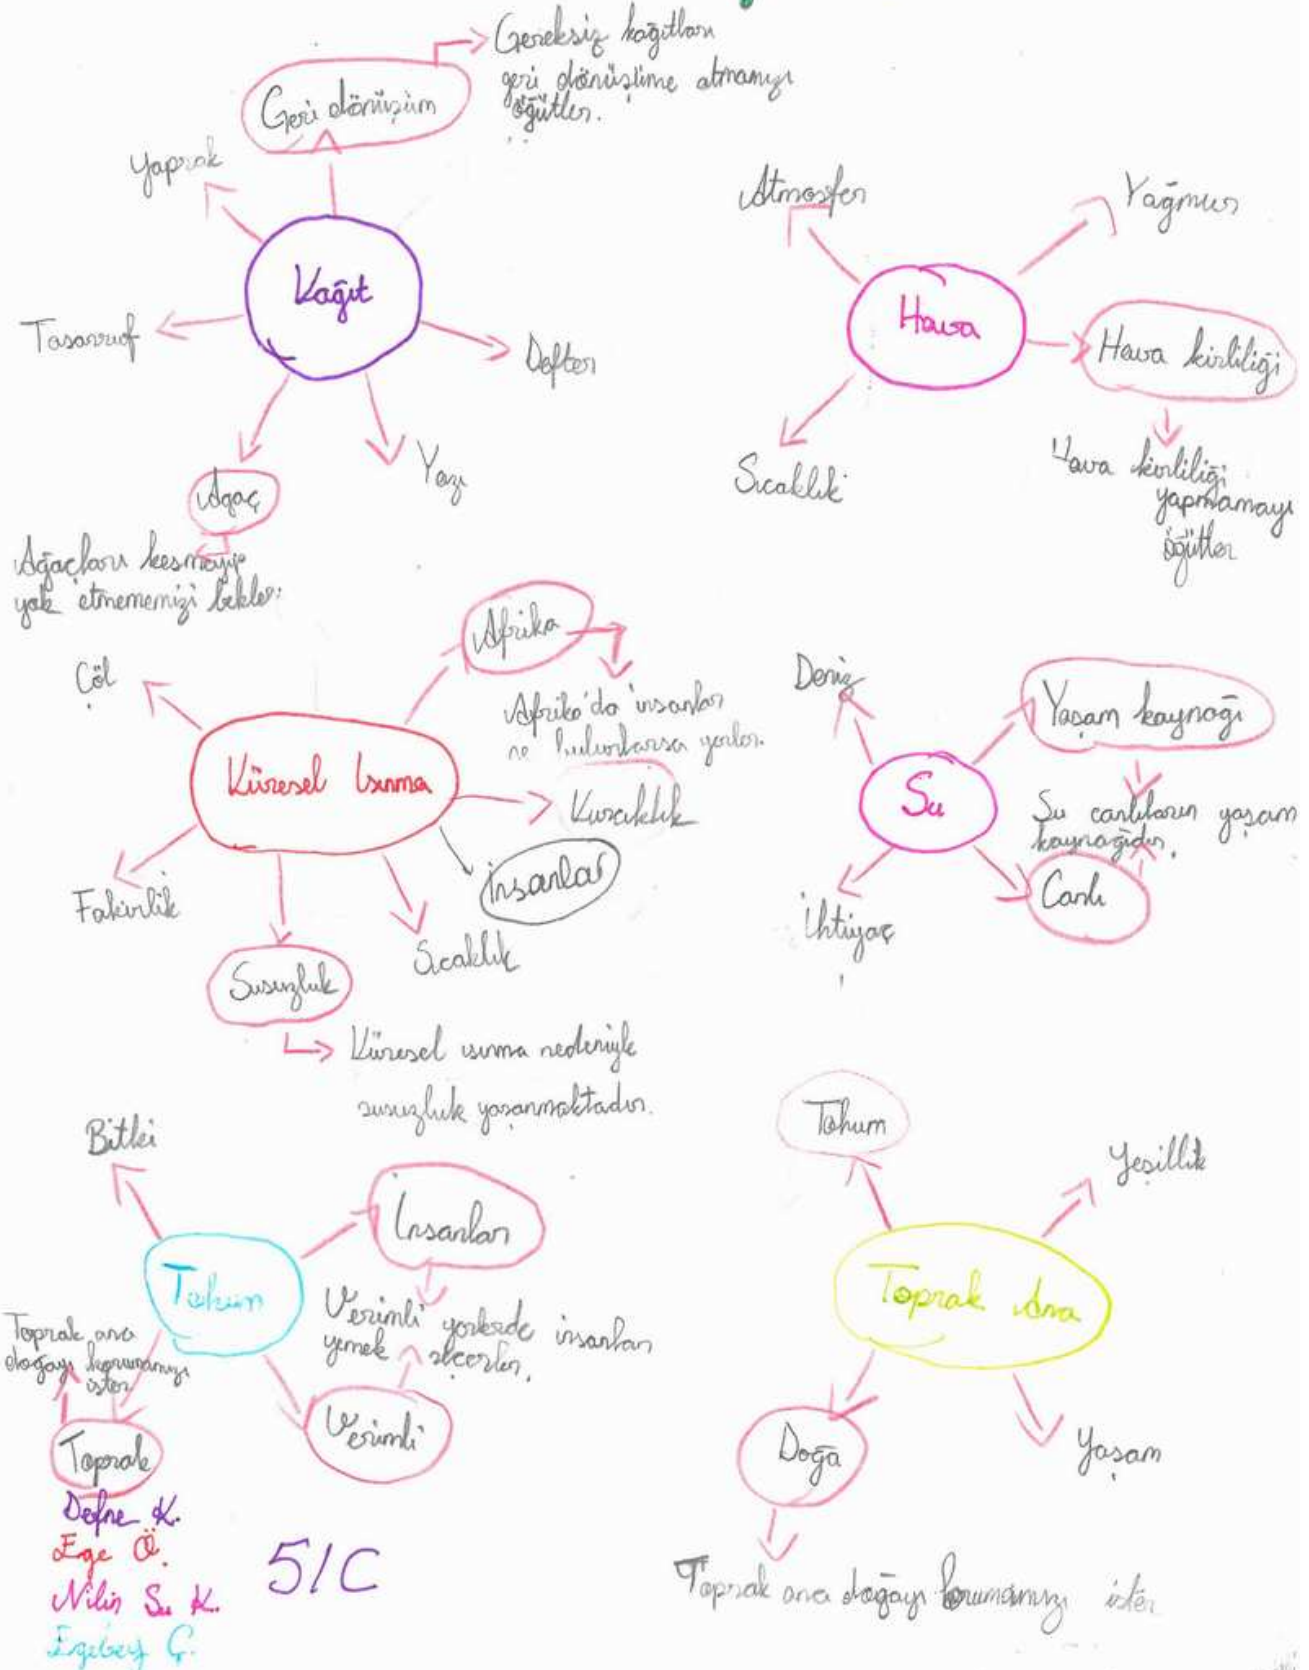 Gereksiz kağıtları
geri dönüşüme atmamızı
öğütler.
Geri dönüşüm
Yaprak
Kağıt
Tasarruf
Defter
Ağaç
Yazı
Ağaçları kesmeyip
yok etmememizi bekler.
Atmosfer
Yağmur
Hava
Hava kirliliği
Sıcaklık
Hava kirliliği
yapmamayı
öğütler
Afrika
Çöl
Afrika'da insanlar
ne bulurlarsa yerler.
Küresel Isınma
Kuraklık
İnsanlar
Fakirlik
Sıcaklık
Susuzluk
Küresel ısınma nedeniyle
susuzluk yaşanmaktadır.
Deniz
Yaşam kaynağı
Su
Su canlıların yaşam
kaynağıdır.
Canlı
İhtiyaç
Bitki
İnsanlar
Tohum
Verimli yerlerde insanlar
yemek ekerler.
Toprak ana
doğayı korumamızı
ister
Verimli
Toprak
Tohum
Yeşillik
Toprak Ana
Doğa
Yaşam
Toprak ana doğayı korumamızı ister
Defne K.
Ege Ö.
Nilin Su K.
Egebey Ç.
5/C